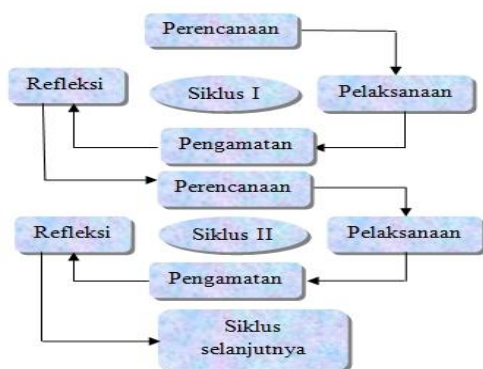 Perencanaan
Refleksi
Siklus I
Pelaksanaan
Pengamatan
Perencanaan
Refleksi
Siklus II
Pelaksanaan
Pengamatan
Siklus
selanjutnya